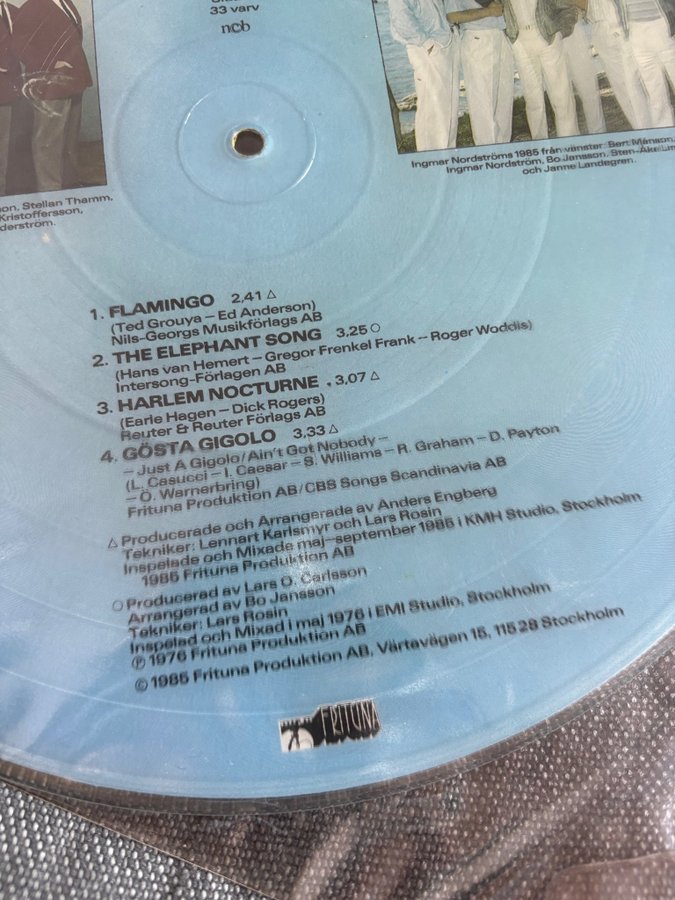 33 varv
ncb
son, Stellan Thamm,
Kristoffersson,
derström.
Ingmar Nordströms 1985 från vänster: Bert Månson,
Ingmar Nordström, Bo Jansson, Sten-Åke
och Janne Landegren.
1. FLAMINGO 2,41 △
(Ted Grouya – Ed Anderson)
Nils-Georgs Musikförlags AB
2. THE ELEPHANT SONG 3,25 ○
(Hans van Hemert – Gregor Frenkel Frank – Roger Woddis)
Intersong-Förlagen AB
3. HARLEM NOCTURNE 3,07 △
(Earle Hagen – Dick Rogers)
Reuter & Reuter Förlags AB
4. GÖSTA GIGOLO 3,33 △
– Just A Gigolo/Ain't Got Nobody –
(L. Casucci – I. Caesar – S. Williams – R. Graham – D. Payton
– O. Warnerbring)
Frituna Produktion AB/CBS Songs Scandinavia AB
△ Producerade och Arrangerade av Anders Engberg
Tekniker: Lennart Karlsmyr och Lars Rosin
Inspelade och Mixade maj–september 1985 i KMH Studio, Stockholm
1985 Frituna Produktion AB
○ Producerad av Lars O. Carlsson
Arrangerad av Bo Jansson
Tekniker: Lars Rosin
Inspelad och Mixad i maj 1976 i EMI Studio, Stockholm
℗ 1976 Frituna Produktion AB
© 1985 Frituna Produktion AB, Värtavägen 15, 115 28 Stockholm
FRITUNA